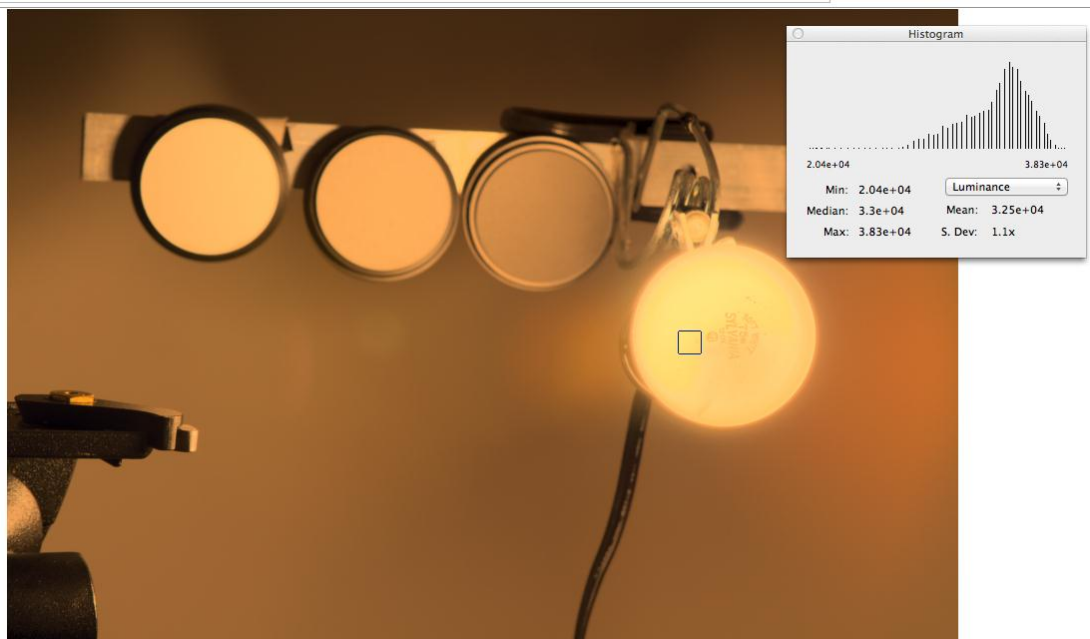 Histogram
2.04e+04 3.83e+04
Min: 2.04e+04 Luminance
Median: 3.3e+04 Mean: 3.25e+04
Max: 3.83e+04 S. Dev: 1.1x
SYLVANIA